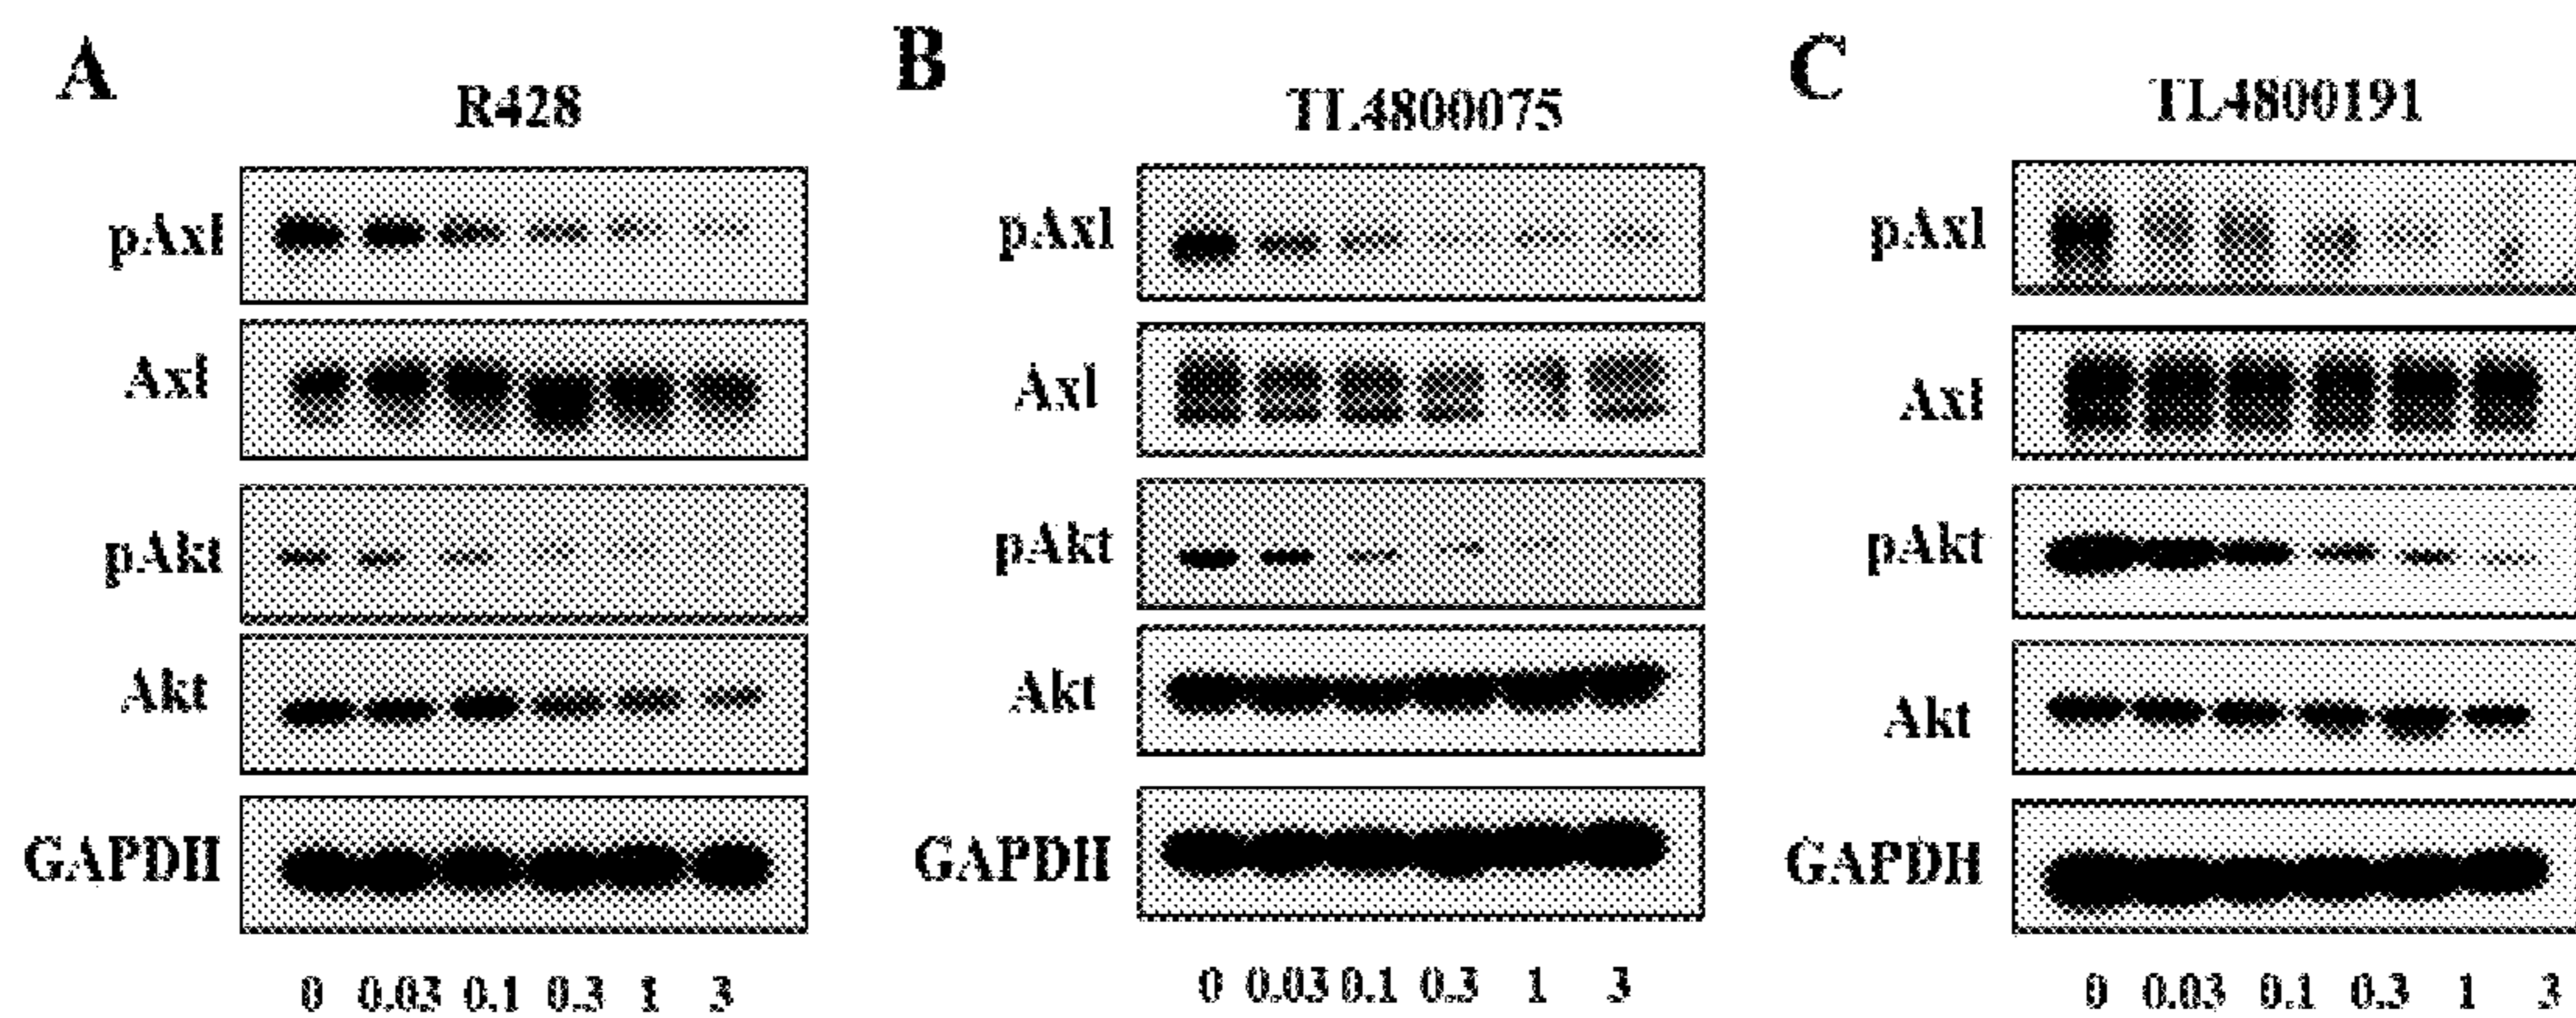 A
R428
pAxl
Axl
pAkt
Akt
GAPDH
0 0.03 0.1 0.3 1 3
B
TL4800075
pAxl
Axl
pAkt
Akt
GAPDH
0 0.03 0.1 0.3 1 3
C
TL4800191
pAxl
Axl
pAkt
Akt
GAPDH
0 0.03 0.1 0.3 1 3